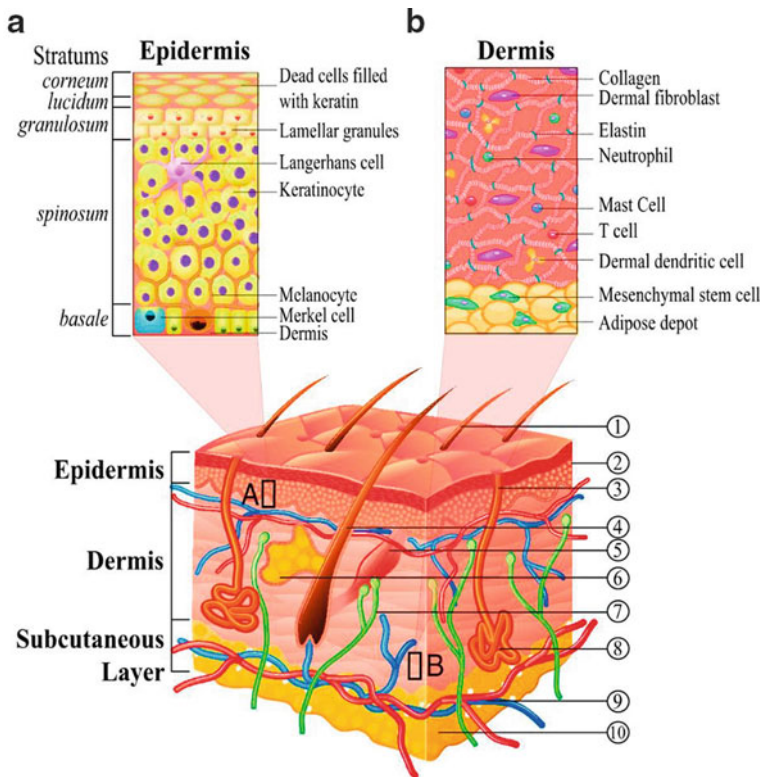 a
Epidermis
Stratums
corneum
lucidum
granulosum
spinosum
basale
Dead cells filled
with keratin
Lamellar granules
Langerhans cell
Keratinocyte
Melanocyte
Merkel cell
Dermis
b
Dermis
Collagen
Dermal fibroblast
Elastin
Neutrophil
Mast Cell
T cell
Dermal dendritic cell
Mesenchymal stem cell
Adipose depot
Epidermis
Dermis
Subcutaneous
Layer
A
B
1
2
3
4
5
6
7
8
9
10